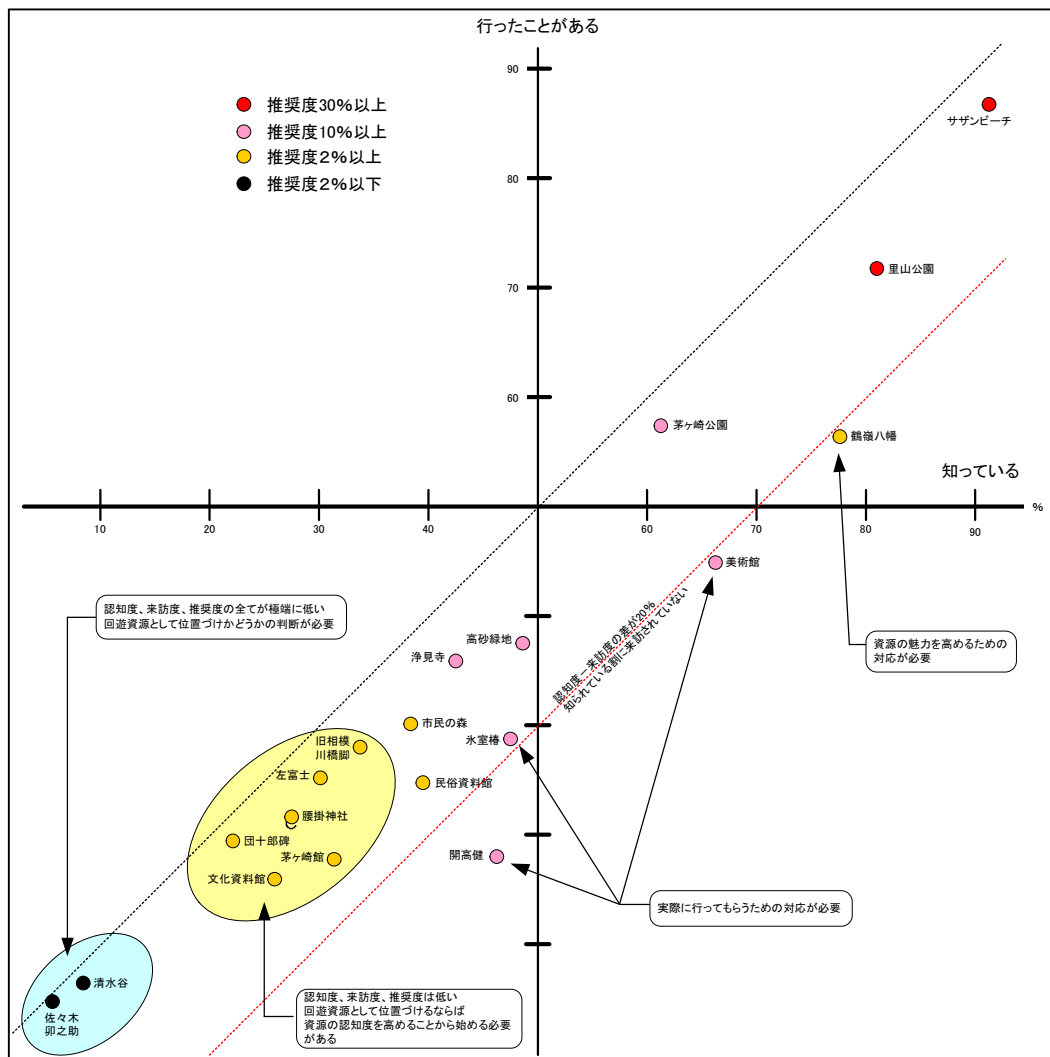 行ったことがある
90
推奨度30%以上
推奨度10%以上
推奨度2%以上
推奨度2%以下
サザンビーチ
80
里山公園
70
60
茅ヶ崎公園
鶴嶺八幡
知っている
%
10
20
30
40
60
70
80
90
美術館
認知度、来訪度、推奨度の全てが極端に低い
回遊資源として位置づけかどうかの判断が必要
資源の魅力を高めるための
対応が必要
認知度－来訪度の差が20%
知られている割に来訪されていない
高砂緑地
浄見寺
市民の森
氷室椿
旧相模
川橋脚
左富士
民俗資料館
腰掛神社
団十郎碑
茅ヶ崎館
開高健
文化資料館
実際に行ってもらうための対応が必要
清水谷
佐々木
卯之助
認知度、来訪度、推奨度は低い
回遊資源として位置づけるならば
資源の認知度を高めることから始める必要
がある